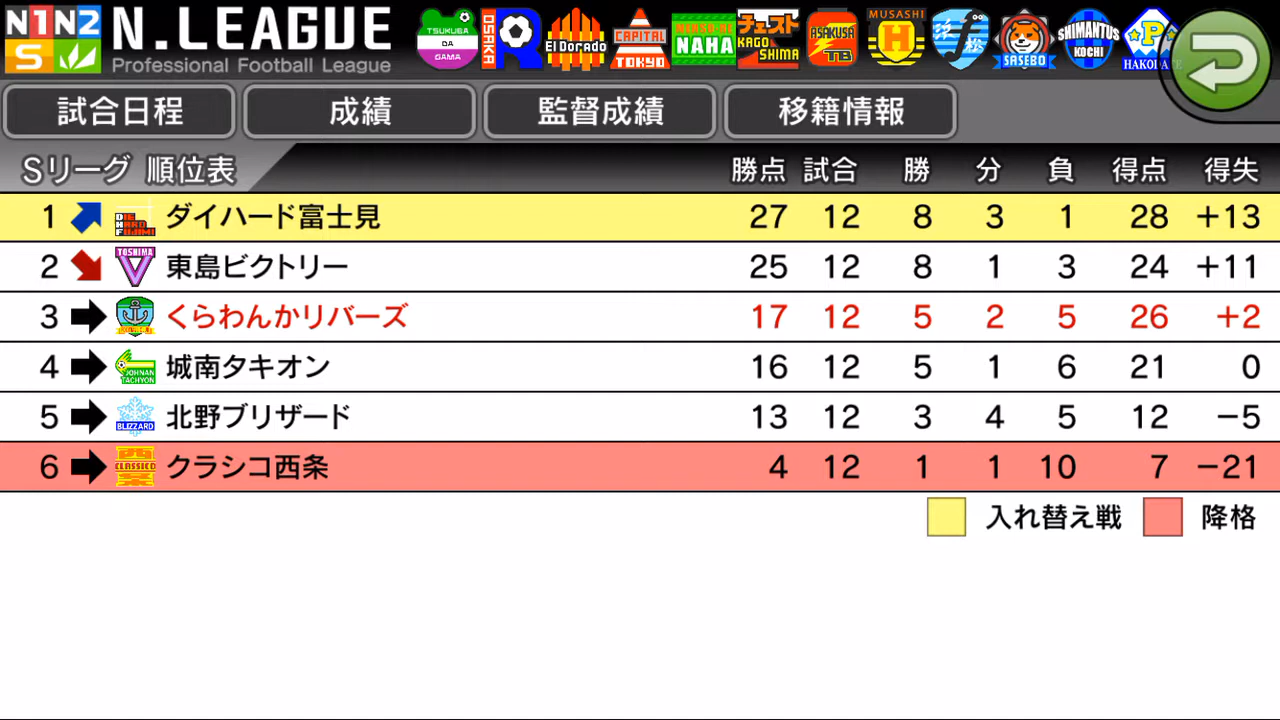 N1 N2 S
N.LEAGUE
Professional Football League
TSUKUBA DA GAMA
OSAKA R
El Dorado
CAPITAL TOKYO
NAHA
チェスト KAGOSHIMA
ASAKUSA TB
MUSASHI H
浜松
SASEBO
SHIMANTUS KOCHI
P
試合日程 成績 監督成績 移籍情報
Sリーグ 順位表 勝点 試合 勝 分 負 得点 得失
1 DIE HARD FUJIMI ダイハード富士見 27 12 8 3 1 28 +13
2 TOSHIMA V 東島ビクトリー 25 12 8 1 3 24 +11
3 くらわんかリバーズ 17 12 5 2 5 26 +2
4 JOHNAN TACHYON 城南タキオン 16 12 5 1 6 21 0
5 BLIZZARD 北野ブリザード 13 12 3 4 5 12 −5
6 CLASSICO クラシコ西条 4 12 1 1 10 7 −21
入れ替え戦 降格